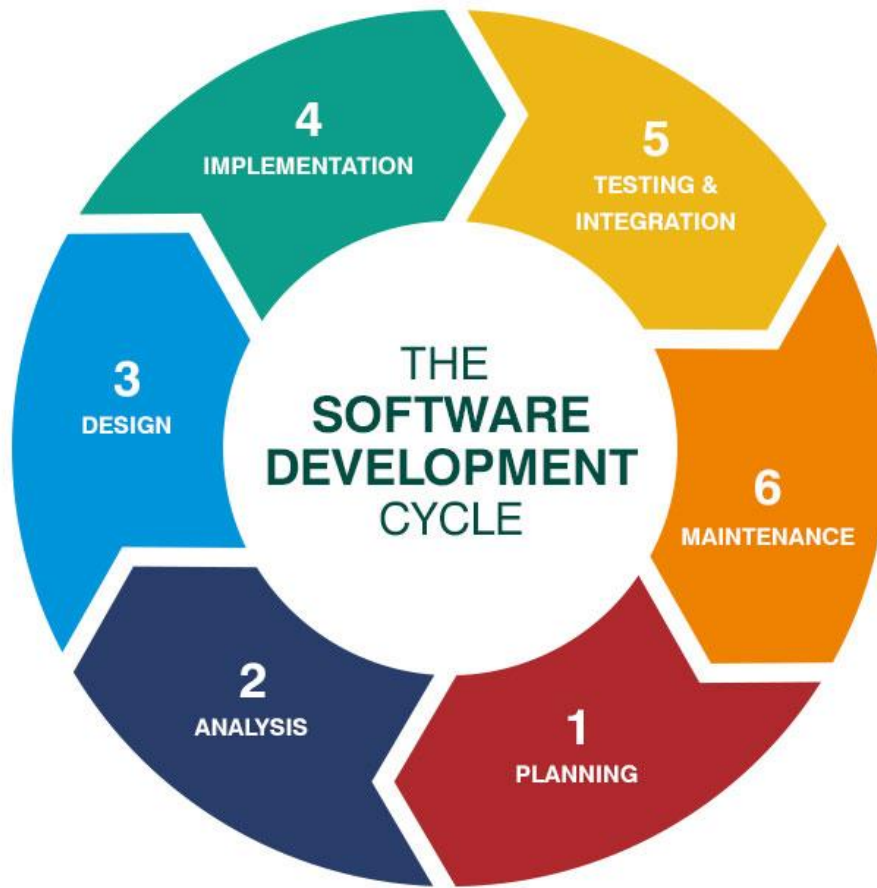 THE
SOFTWARE
DEVELOPMENT
CYCLE
1
PLANNING
2
ANALYSIS
3
DESIGN
4
IMPLEMENTATION
5
TESTING &
INTEGRATION
6
MAINTENANCE